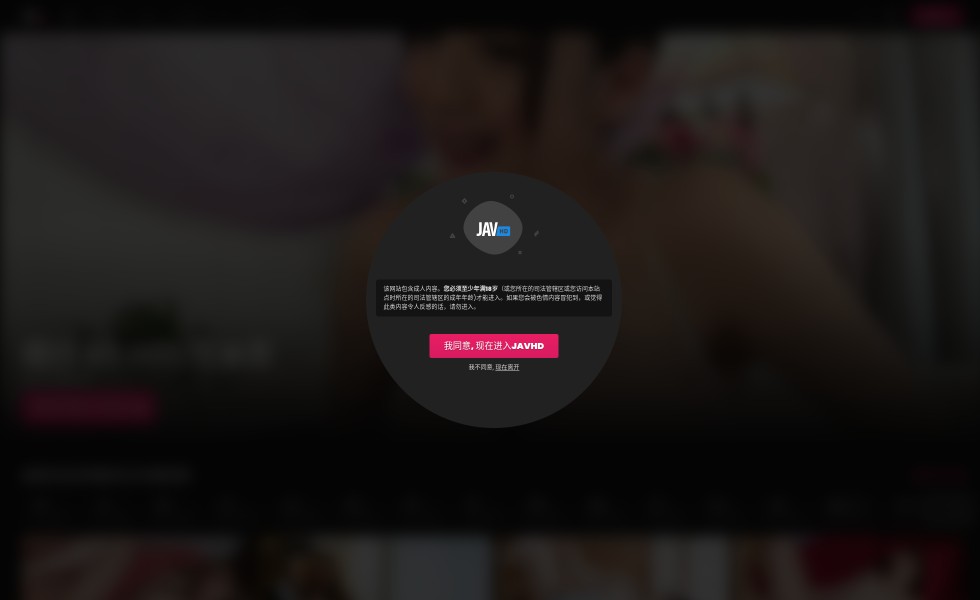 JAV HD
该网站包含成人内容。您必须至少年满18岁（或您所在的司法管辖区或您访问本站
点时所在的司法管辖区的成年年龄)才能进入。如果您会被色情内容冒犯到，或觉得
此类内容令人反感的话，请勿进入。
我同意, 现在进入JAVHD
我不同意, 现在离开